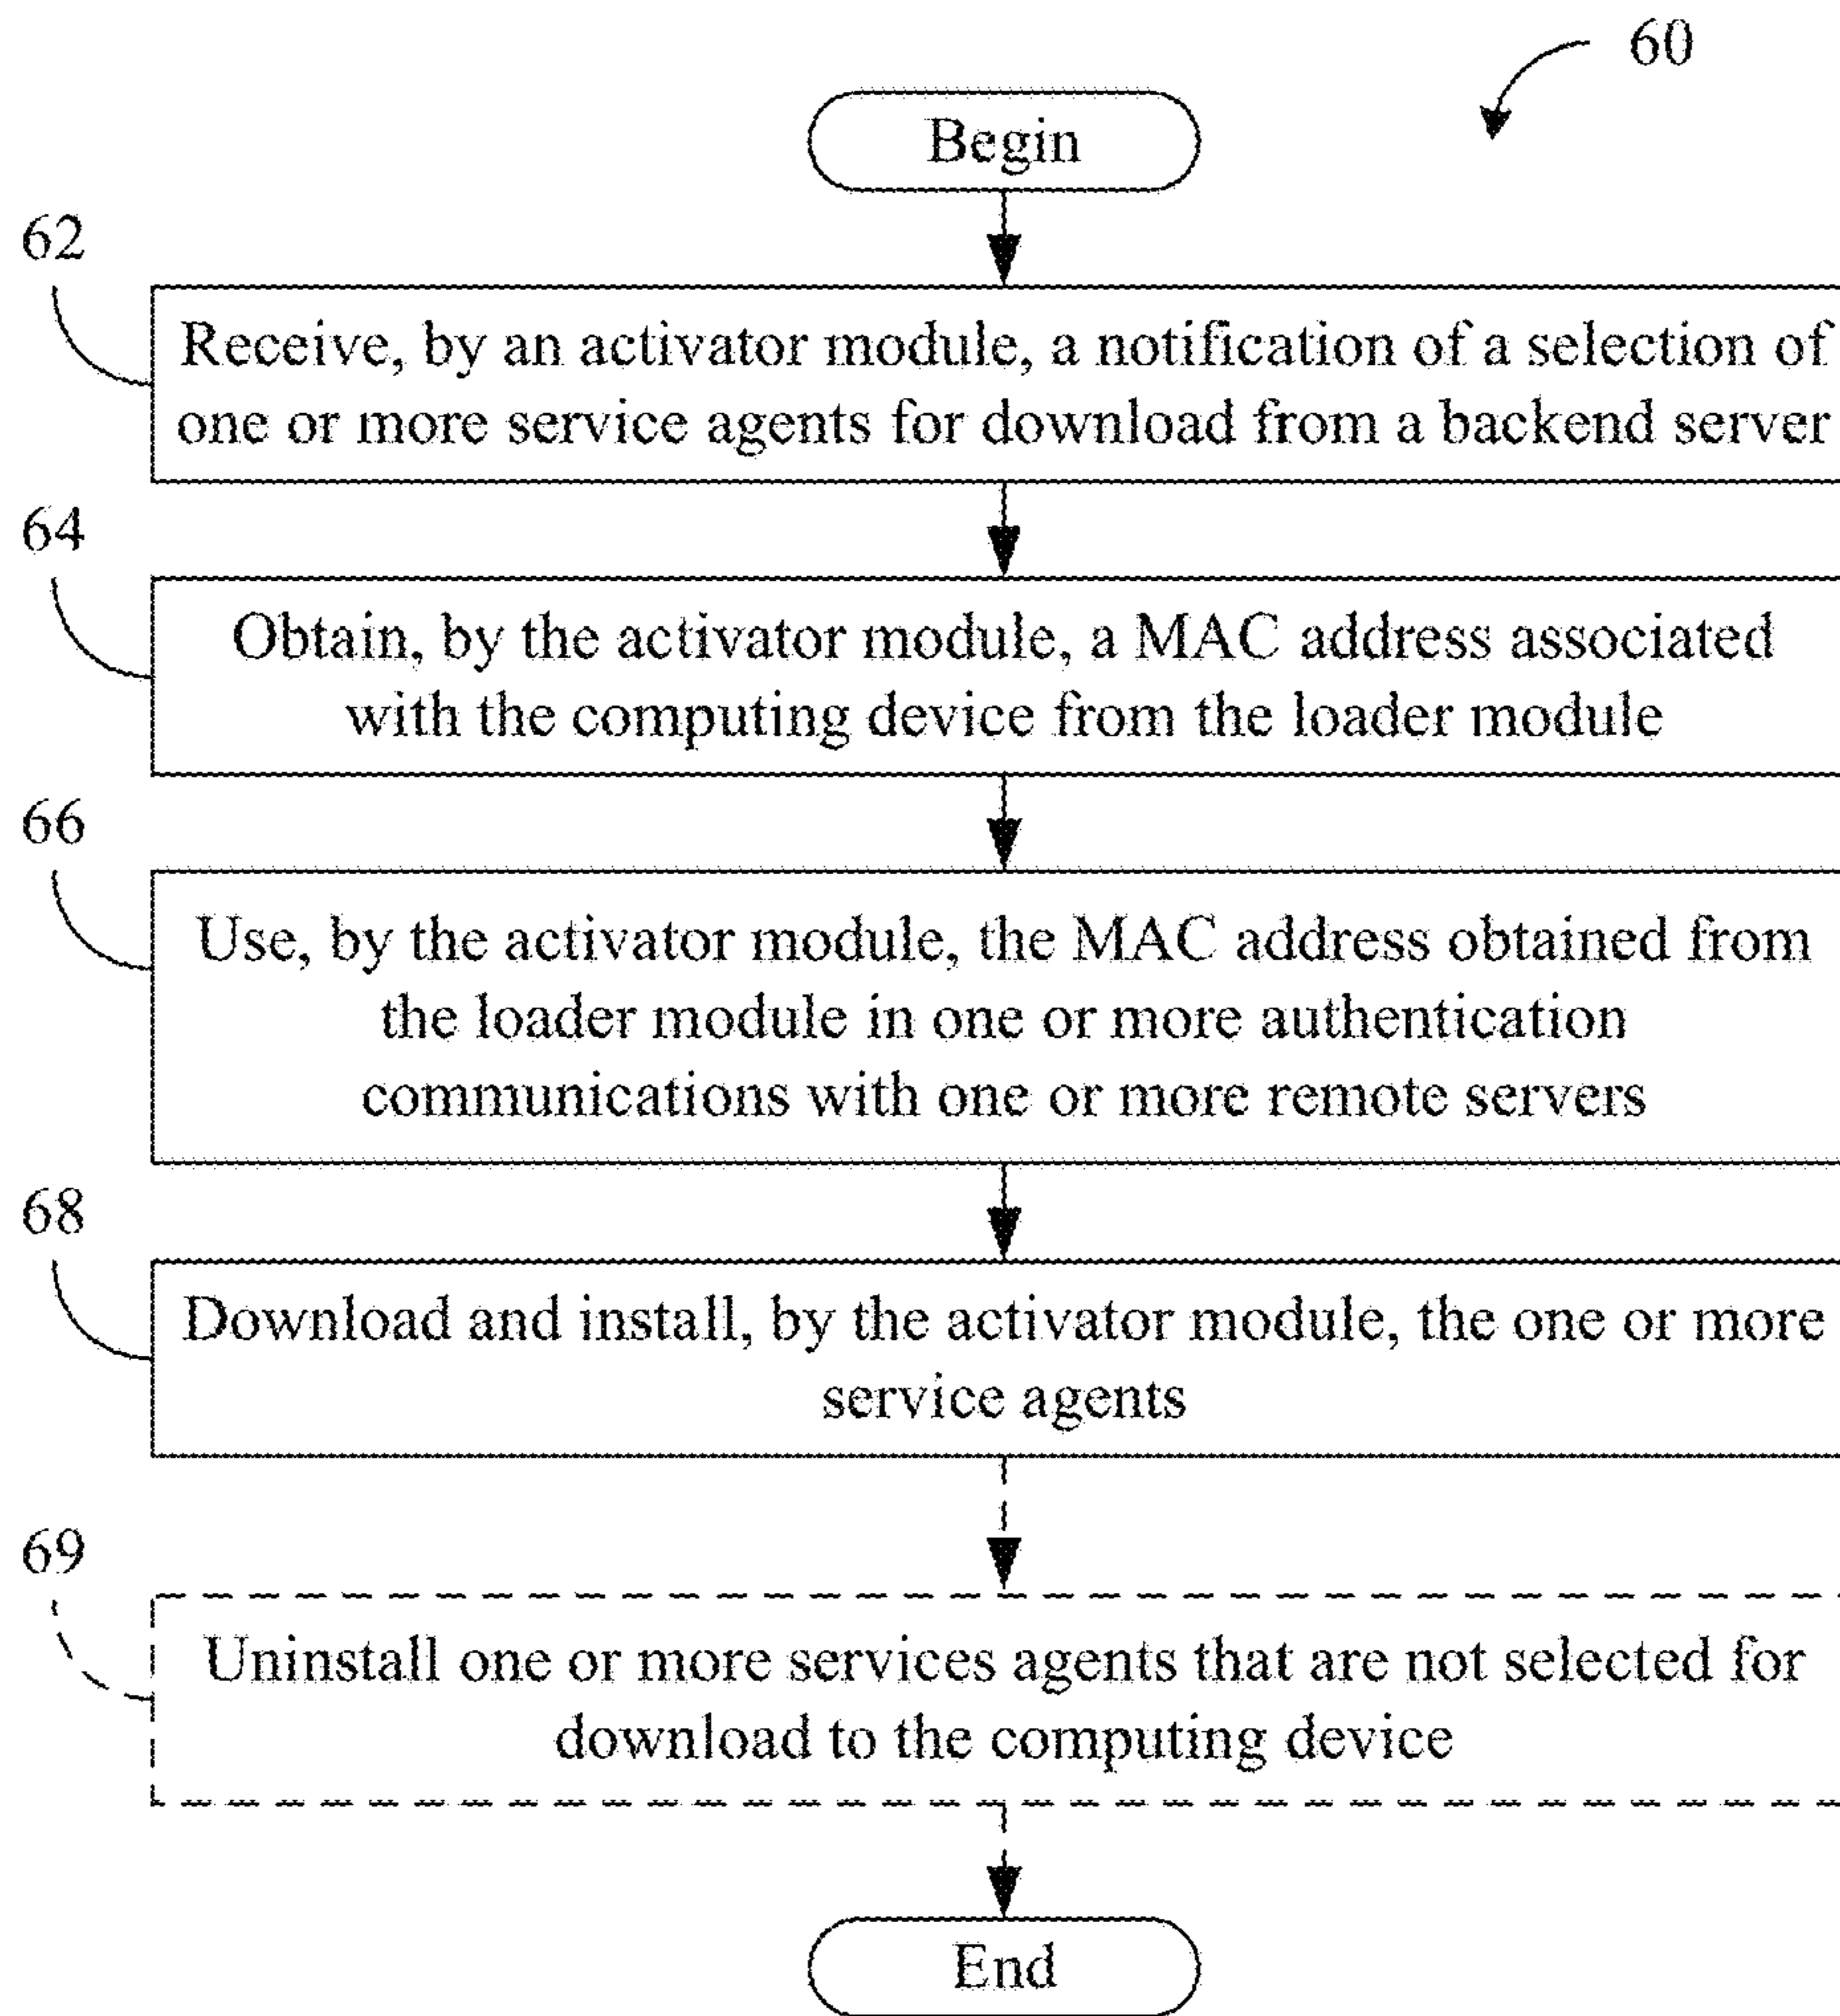 60
Begin
62
Receive, by an activator module, a notification of a selection of
one or more service agents for download from a backend server
64
Obtain, by the activator module, a MAC address associated
with the computing device from the loader module
66
Use, by the activator module, the MAC address obtained from
the loader module in one or more authentication
communications with one or more remote servers
68
Download and install, by the activator module, the one or more
service agents
69
Uninstall one or more services agents that are not selected for
download to the computing device
End